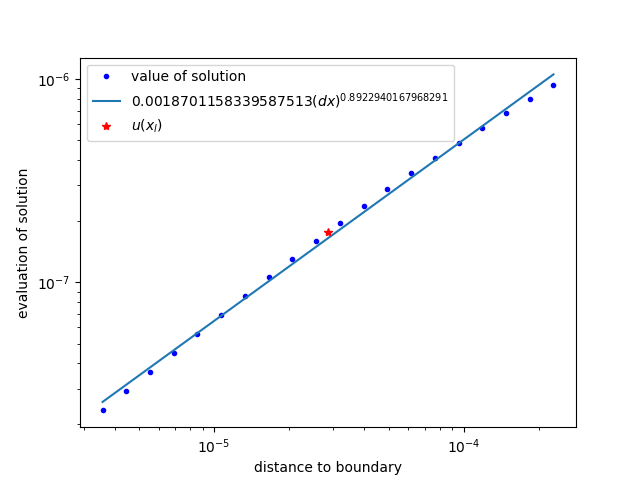 10⁻⁶
value of solution
0.0018701158339587513(dx)^0.8922940167968291
u(x_l)
evaluation of solution
10⁻⁷
10⁻⁵
10⁻⁴
distance to boundary